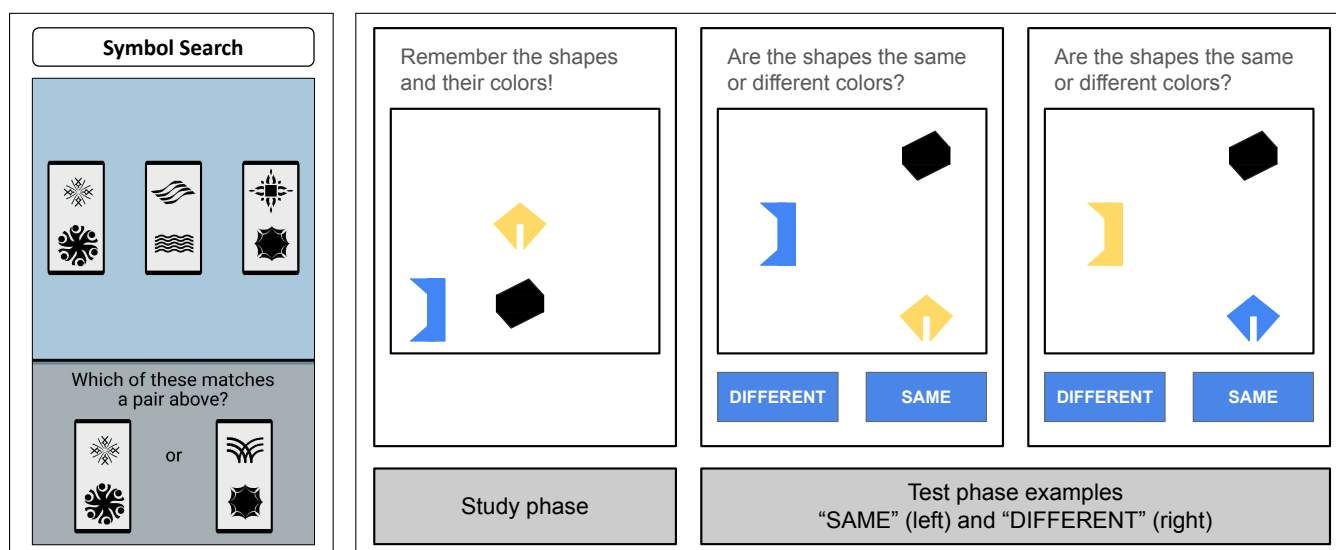 Symbol Search
Which of these matches
a pair above?
or
Remember the shapes
and their colors!
Are the shapes the same
or different colors?
DIFFERENT
SAME
Are the shapes the same
or different colors?
DIFFERENT
SAME
Study phase
Test phase examples
“SAME” (left) and “DIFFERENT” (right)